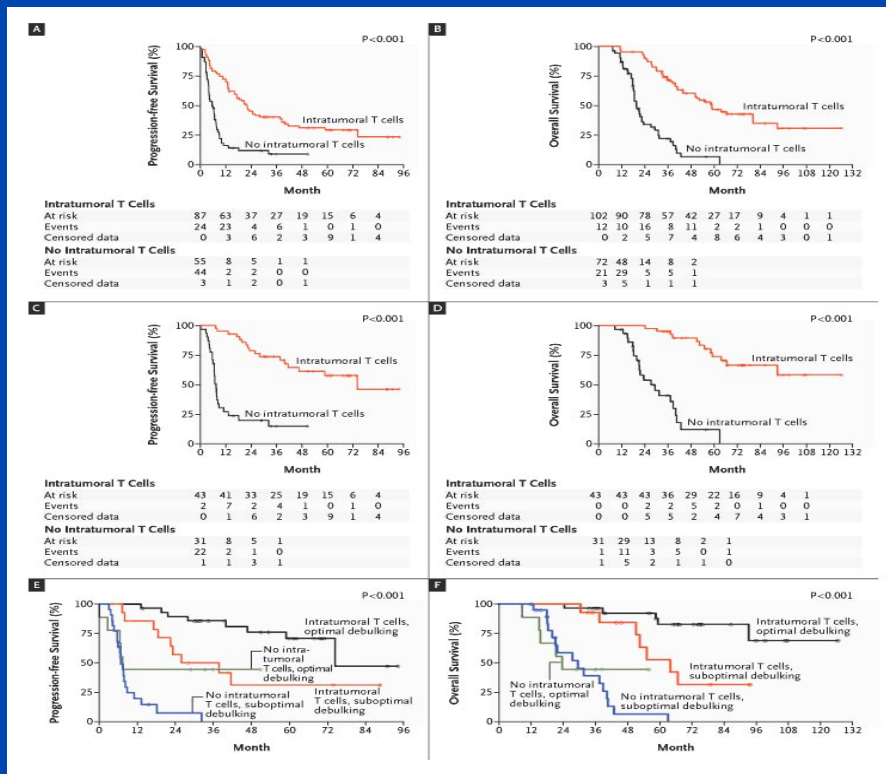 A
P<0.001
Progression-free Survival (%)
100
75
50
25
0
Intratumoral T cells
No intratumoral T cells
0 12 24 36 48 60 72 84 96
Month
Intratumoral T Cells
At risk 87 63 37 27 19 15 6 4
Events 24 23 4 6 1 0 1 0
Censored data 0 3 6 2 3 9 1 4
No Intratumoral T Cells
At risk 55 8 5 1 1
Events 44 2 2 0 0
Censored data 3 1 2 0 1
B
P<0.001
Overall Survival (%)
100
75
50
25
0
Intratumoral T cells
No intratumoral T cells
0 12 24 36 48 60 72 84 96 108 120 132
Month
Intratumoral T Cells
At risk 102 90 78 57 42 27 17 9 4 1 1
Events 12 10 16 8 11 2 2 1 0 0 0
Censored data 0 2 5 7 4 8 6 4 3 0 1
No Intratumoral T Cells
At risk 72 48 14 8 2
Events 21 29 5 5 1
Censored data 3 5 1 1 1
C
P<0.001
Progression-free Survival (%)
100
75
50
25
0
Intratumoral T cells
No intratumoral T cells
0 12 24 36 48 60 72 84 96
Month
Intratumoral T Cells
At risk 43 41 33 25 19 15 6 4
Events 2 7 2 4 1 0 1 0
Censored data 0 1 6 2 3 9 1 4
No Intratumoral T Cells
At risk 31 8 5 1
Events 22 2 1 0
Censored data 1 1 3 1
D
P<0.001
Overall Survival (%)
100
75
50
25
0
Intratumoral T cells
No intratumoral T cells
0 12 24 36 48 60 72 84 96 108 120 132
Month
Intratumoral T Cells
At risk 43 43 43 36 29 22 16 9 4 1
Events 0 0 2 2 5 2 0 1 0 0
Censored data 0 0 5 5 2 4 7 4 3 1
No Intratumoral T Cells
At risk 31 29 13 8 2 1
Events 1 11 3 5 0 1
Censored data 1 5 2 1 1 0
E
P<0.001
Progression-free Survival (%)
100
75
50
25
0
Intratumoral T cells,
optimal debulking
No intra-
tumoral
T cells, optimal
debulking
No intratumoral
T cells, suboptimal
debulking
Intratumoral
T cells, suboptimal
debulking
0 12 24 36 48 60 72 84 96
Month
F
P<0.001
Overall Survival (%)
100
75
50
25
0
Intratumoral T cells,
optimal debulking
Intratumoral T cells,
suboptimal debulking
No intratumoral
T cells, optimal
debulking
No intratumoral T cells,
suboptimal debulking
0 12 24 36 48 60 72 84 96 108 120 132
Month